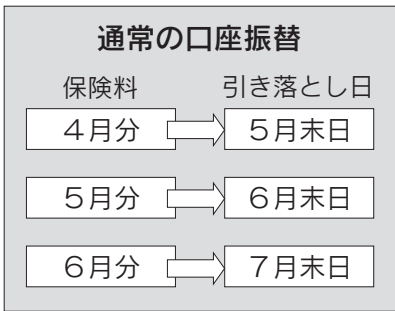 通常の口座振替
保険料 引き落とし日
４月分 ５月末日
５月分 ６月末日
６月分 ７月末日